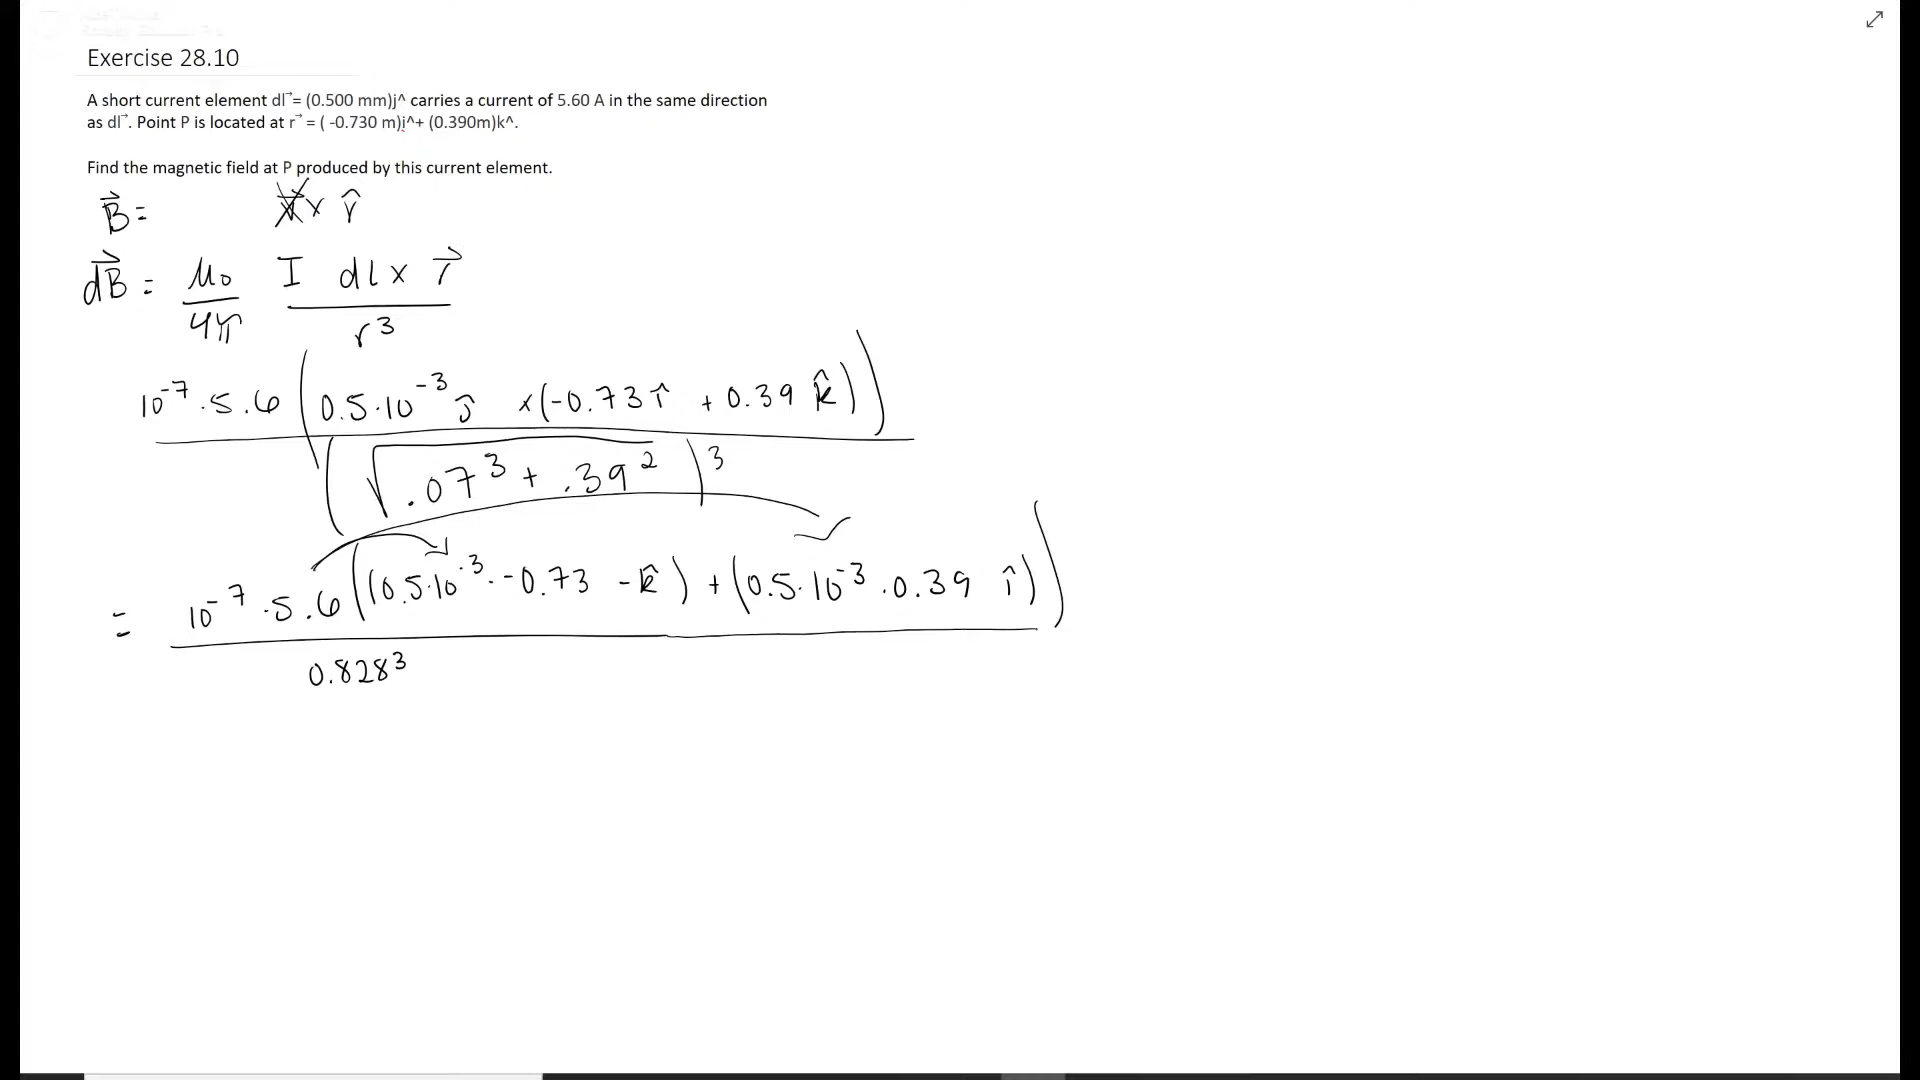 Exercise 28.10
A short current element dl⃗ = (0.500 mm)j^ carries a current of 5.60 A in the same direction
as dl⃗. Point P is located at r⃗ = ( -0.730 m)i^+ (0.390m)k^.
Find the magnetic field at P produced by this current element.
B⃗ = × r̂
dB⃗ = μ₀/4π I dl × r⃗ / r³
10⁻⁷ · 5.6 (0.5·10⁻³ ĵ ×(-0.73 î + 0.39 k̂))
(√.07³ + .39²)³
= 10⁻⁷ · 5.6 ((0.5·10⁻³ · -0.73 -k̂) + (0.5·10⁻³ · 0.39 î))
0.828³